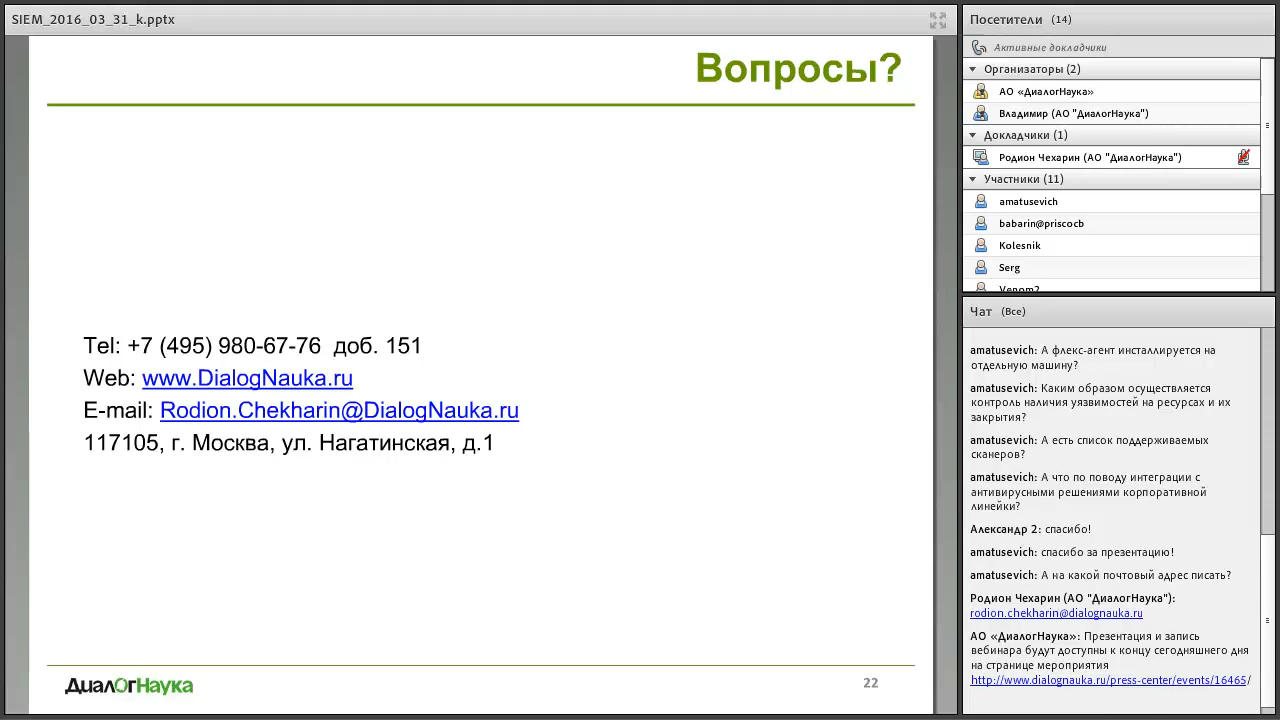 SIEM_2016_03_31_k.pptx
Вопросы?
Tel: +7 (495) 980-67-76 доб. 151
Web: www.DialogNauka.ru
E-mail: Rodion.Chekharin@DialogNauka.ru
117105, г. Москва, ул. Нагатинская, д.1
ДиалОгНаука
22
Посетители (14)
Активные докладчики
Организаторы (2)
АО «ДиалогНаука»
Владимир (АО "ДиалогНаука")
Докладчики (1)
Родион Чехарин (АО "ДиалогНаука")
Участники (11)
amatusevich
babarin@priscocb
Kolesnik
Serg
Venom2
Чат (Все)
amatusevich: А флекс-агент инсталлируется на
отдельную машину?
amatusevich: Каким образом осуществляется
контроль наличия уязвимостей на ресурсах и их
закрытия?
amatusevich: А есть список поддерживаемых
сканеров?
amatusevich: А что по поводу интеграции с
антивирусными решениями корпоративной
линейки?
Александр 2: спасибо!
amatusevich: спасибо за презентацию!
amatusevich: А на какой почтовый адрес писать?
Родион Чехарин (АО "ДиалогНаука"):
rodion.chekharin@dialognauka.ru
АО «ДиалогНаука»: Презентация и запись
вебинара будут доступны к концу сегодняшнего дня
на странице мероприятия
http://www.dialognauka.ru/press-center/events/16465/